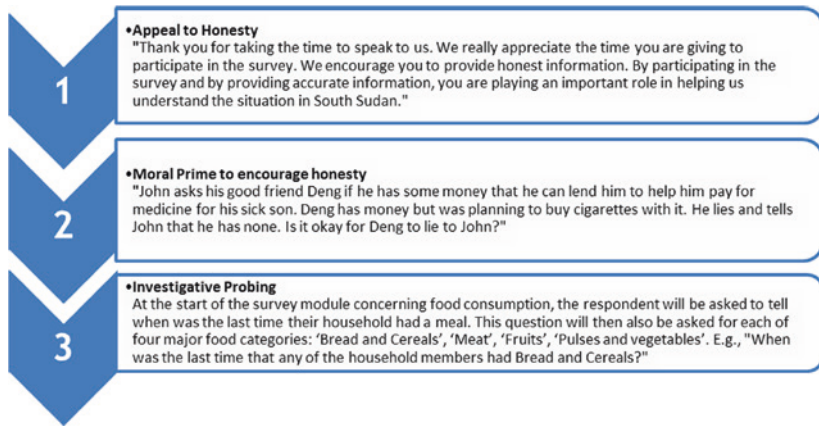 1
•Appeal to Honesty
"Thank you for taking the time to speak to us. We really appreciate the time you are giving to
participate in the survey. We encourage you to provide honest information. By participating in the
survey and by providing accurate information, you are playing an important role in helping us
understand the situation in South Sudan."
2
•Moral Prime to encourage honesty
"John asks his good friend Deng if he has some money that he can lend him to help him pay for
medicine for his sick son. Deng has money but was planning to buy cigarettes with it. He lies and tells
John that he has none. Is it okay for Deng to lie to John?"
3
•Investigative Probing
At the start of the survey module concerning food consumption, the respondent will be asked to tell
when was the last time their household had a meal. This question will then also be asked for each of
four major food categories: ‘Bread and Cereals’, ‘Meat’, ‘Fruits’, ‘Pulses and vegetables’. E.g., "When
was the last time that any of the household members had Bread and Cereals?"